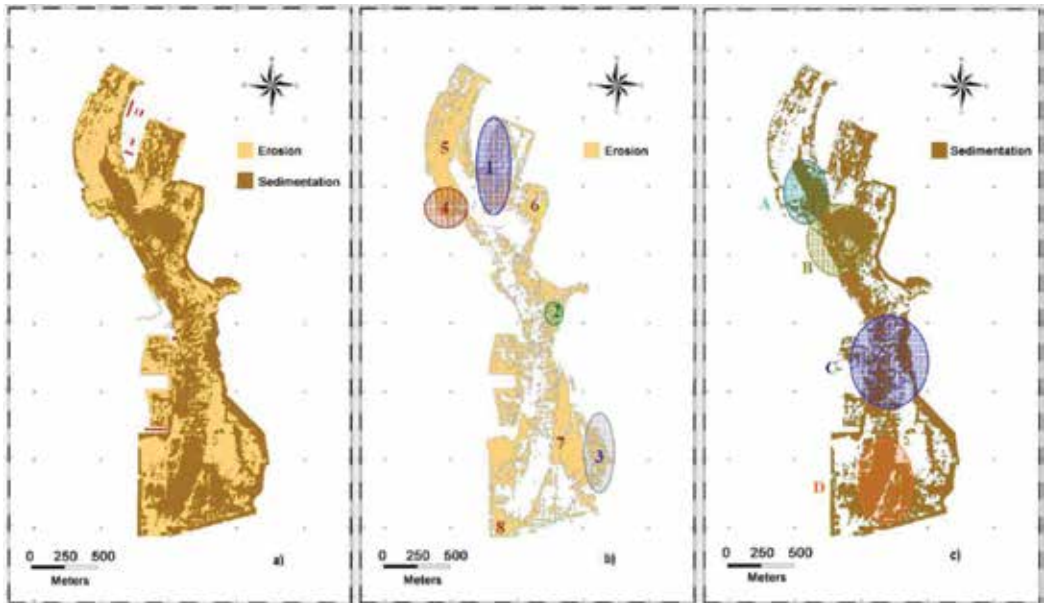 Erosion
Sedimentation
0 250 500
Meters
a)
5
1
4
6
2
7
3
8
Erosion
0 250 500
Meters
b)
A
B
C
D
Sedimentation
0 250 500
Meters
c)